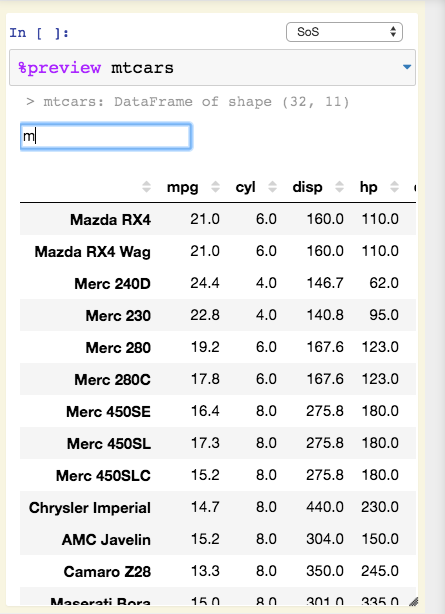 In [ ]: SoS
%preview mtcars
> mtcars: DataFrame of shape (32, 11)
m
mpg cyl disp hp
Mazda RX4 21.0 6.0 160.0 110.0
Mazda RX4 Wag 21.0 6.0 160.0 110.0
Merc 240D 24.4 4.0 146.7 62.0
Merc 230 22.8 4.0 140.8 95.0
Merc 280 19.2 6.0 167.6 123.0
Merc 280C 17.8 6.0 167.6 123.0
Merc 450SE 16.4 8.0 275.8 180.0
Merc 450SL 17.3 8.0 275.8 180.0
Merc 450SLC 15.2 8.0 275.8 180.0
Chrysler Imperial 14.7 8.0 440.0 230.0
AMC Javelin 15.2 8.0 304.0 150.0
Camaro Z28 13.3 8.0 350.0 245.0
Maserati Bora 15.0 8.0 301.0 335.0